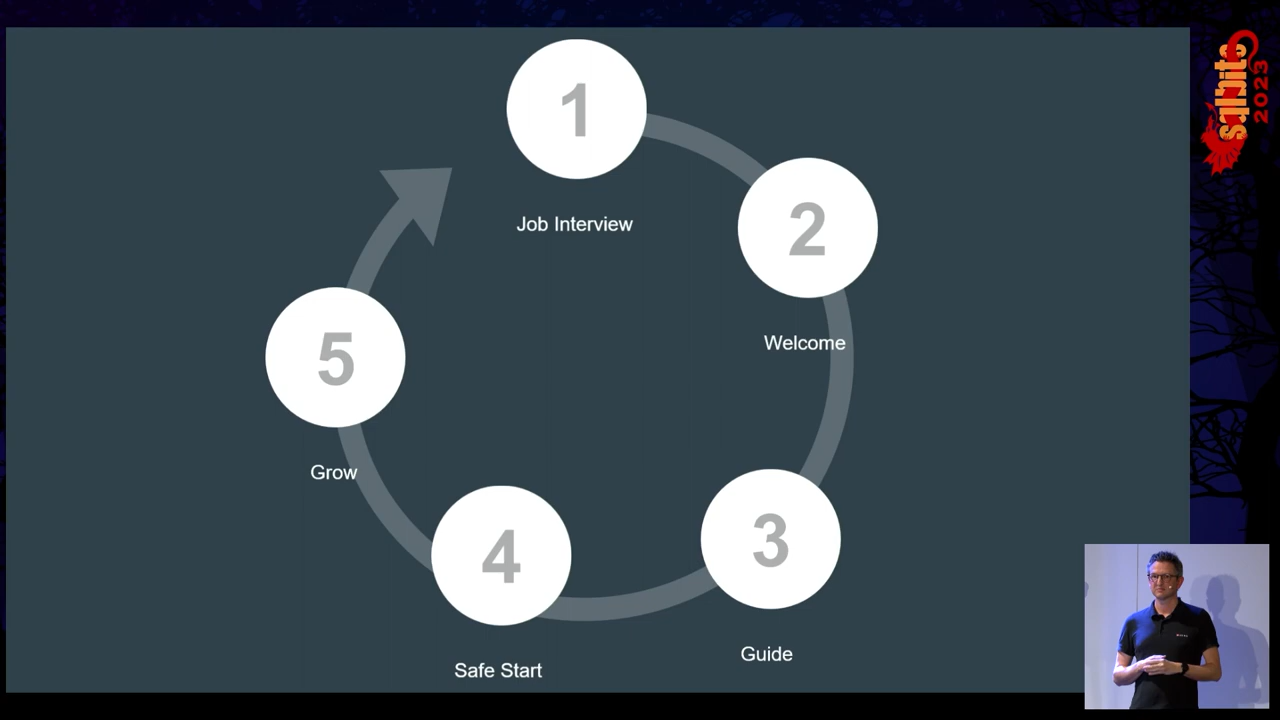 1
Job Interview
2
Welcome
3
Guide
4
Safe Start
5
Grow
sqlbits
2023